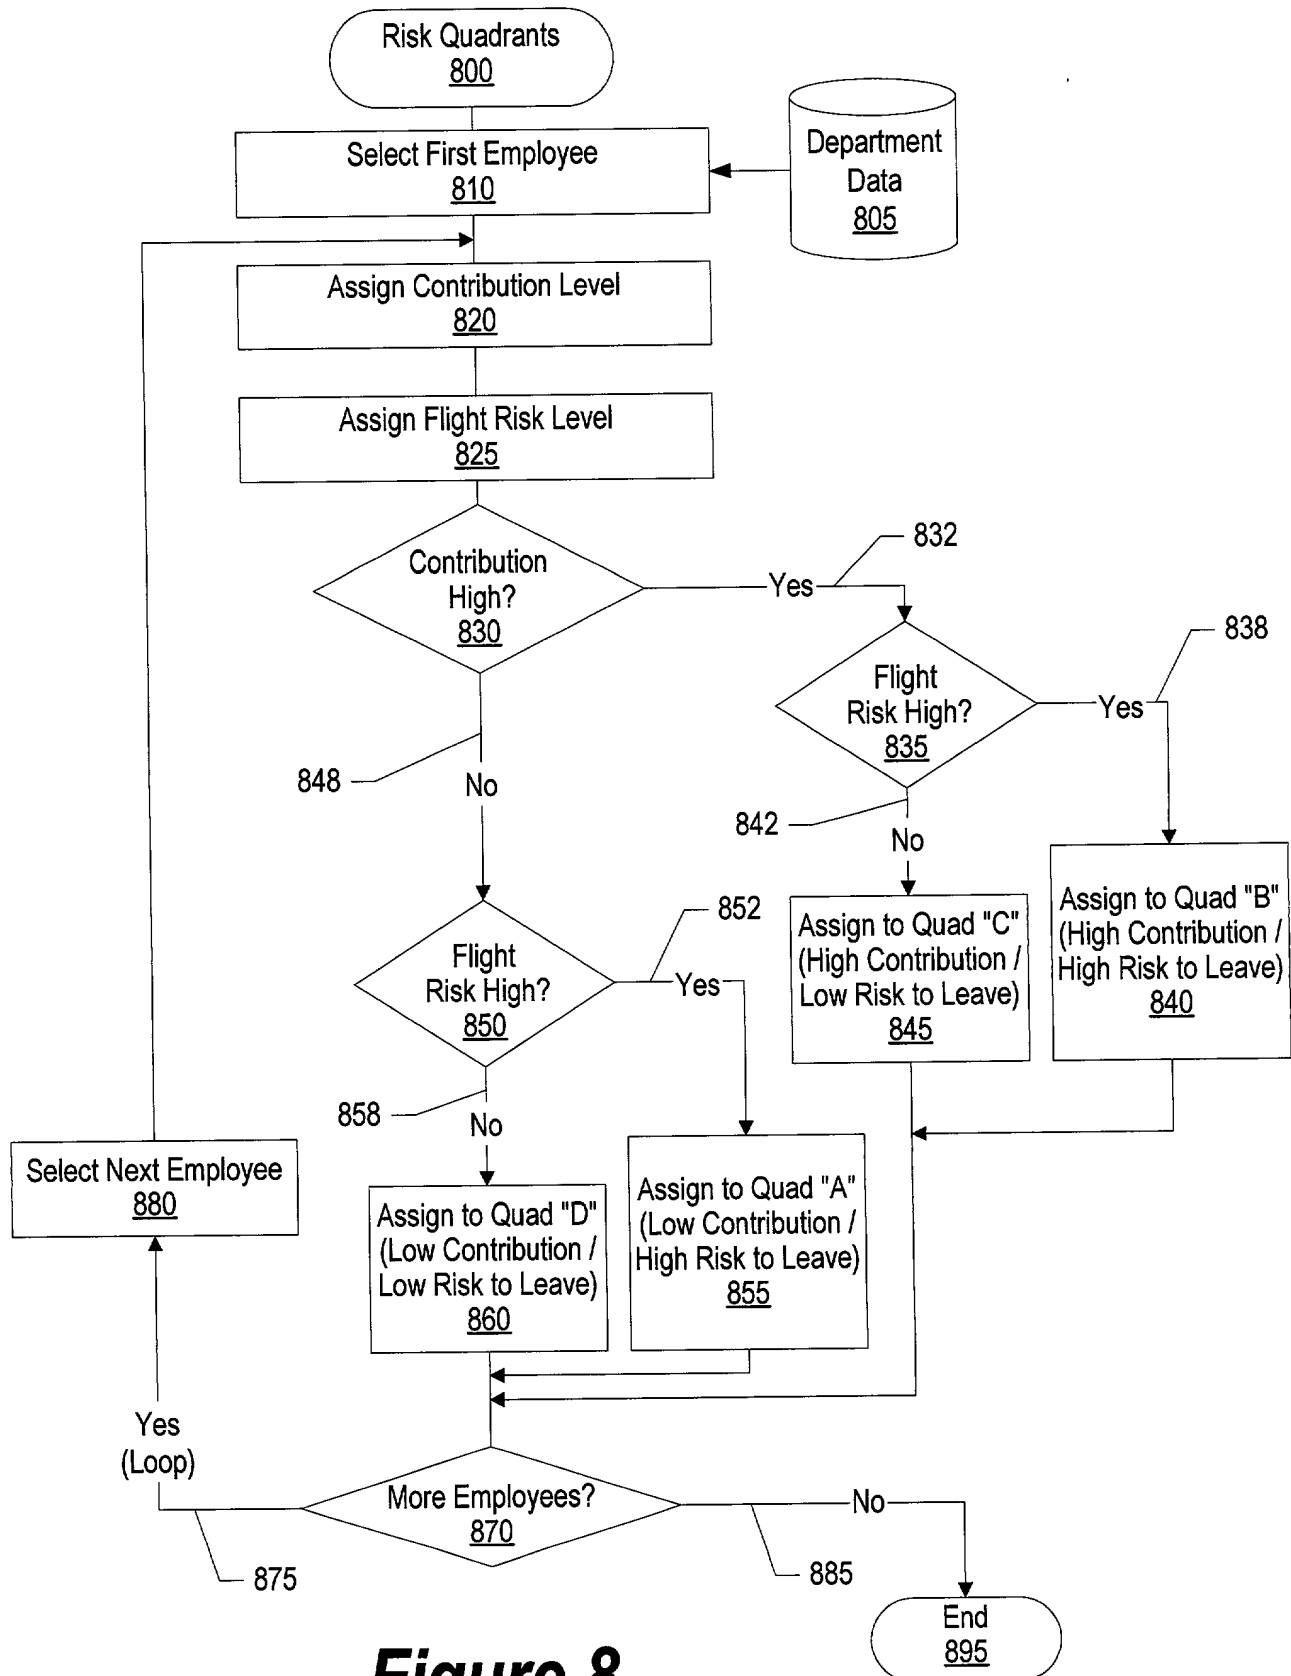 Risk Quadrants
800
Department
Data
805
Select First Employee
810
Assign Contribution Level
820
Assign Flight Risk Level
825
Contribution
High?
830
Yes
832
Flight
Risk High?
835
Yes
838
848
No
842
No
Assign to Quad "C"
(High Contribution /
Low Risk to Leave)
845
Assign to Quad "B"
(High Contribution /
High Risk to Leave)
840
Flight
Risk High?
850
852
Yes
858
No
Select Next Employee
880
Assign to Quad "D"
(Low Contribution /
Low Risk to Leave)
860
Assign to Quad "A"
(Low Contribution /
High Risk to Leave)
855
Yes
(Loop)
More Employees?
870
No
875
885
End
895
Figure 8